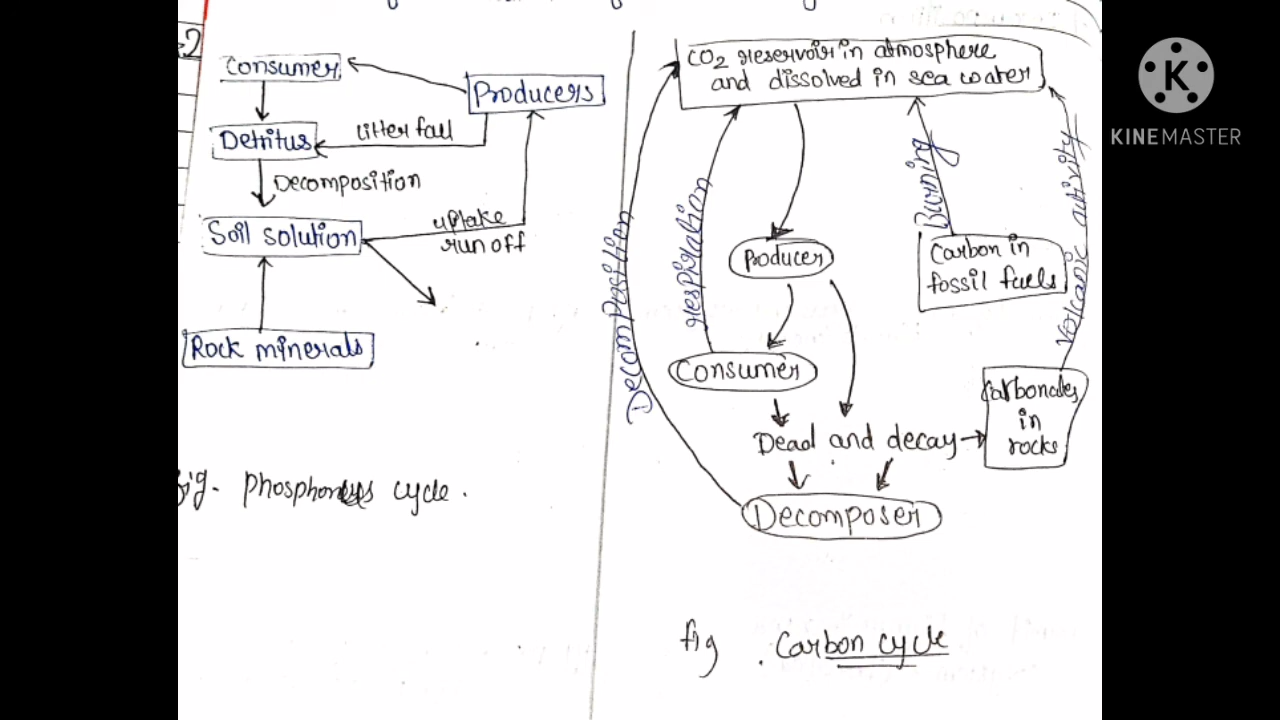 -2
Consumer
Producers
Detritus
Litter fall
Decomposition
Soil solution
uptake
run off
Rock minerals
fig. Phosphorus cycle.
CO2 reservoir in atmosphere
and dissolved in sea water
Decomposition
respiration
Burning
volcanic activity
Producer
Carbon in
fossil fuels
Consumer
Carbonates
in
rocks
Dead and decay
Decomposer
fig . Carbon cycle
K
KINEMASTER